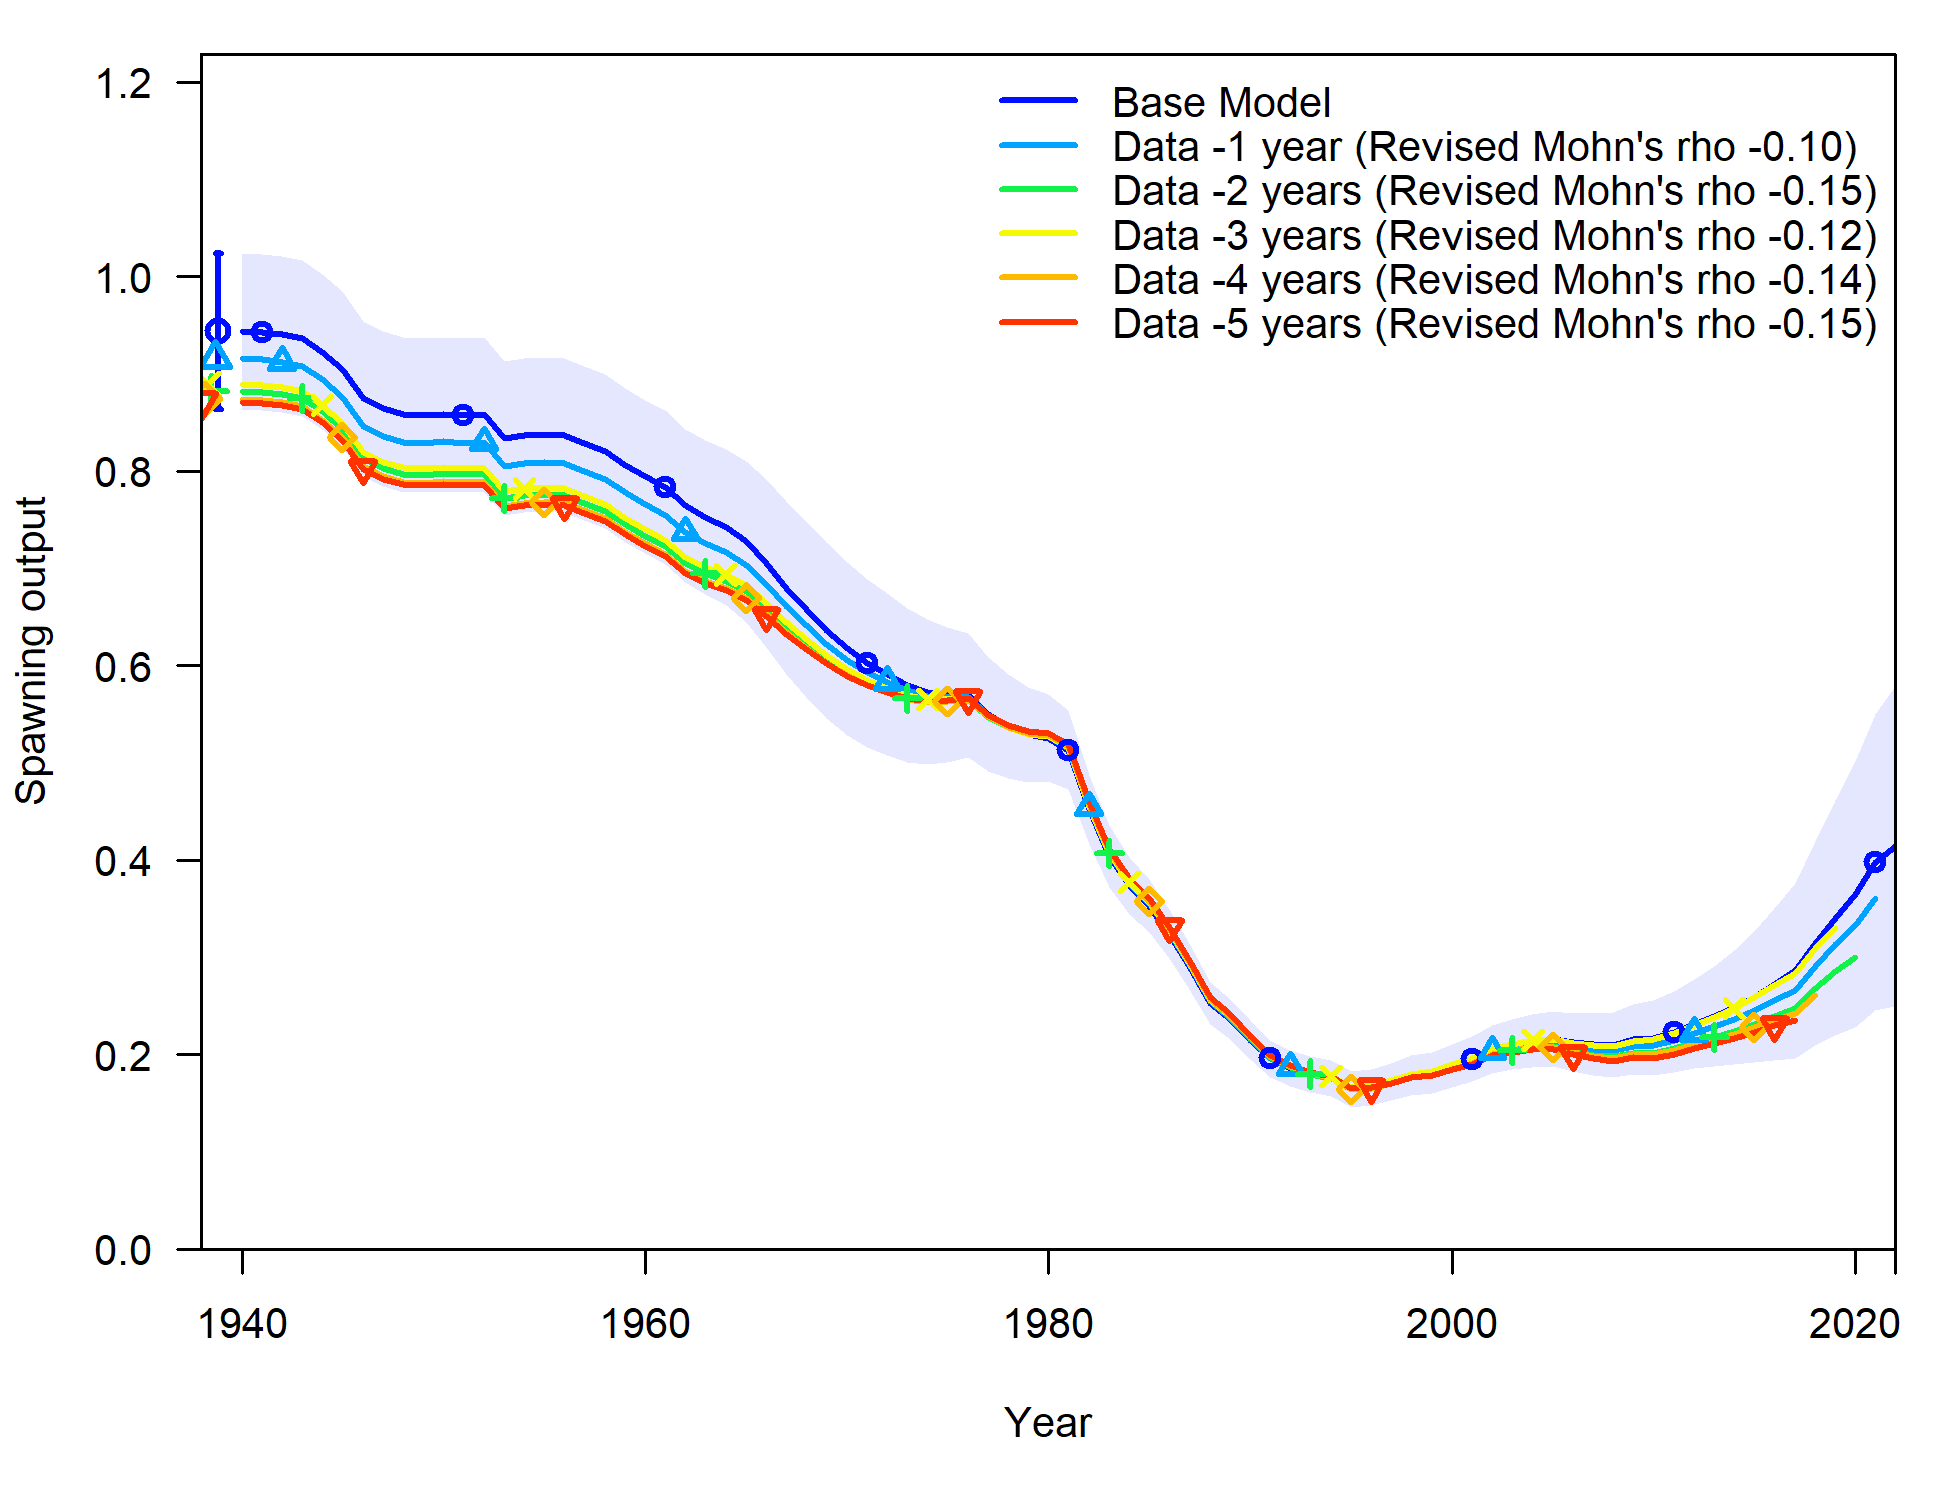 1.2
1.0
0.8
0.6
0.4
0.2
0.0
Spawning output
Base Model
Data -1 year (Revised Mohn's rho -0.10)
Data -2 years (Revised Mohn's rho -0.15)
Data -3 years (Revised Mohn's rho -0.12)
Data -4 years (Revised Mohn's rho -0.14)
Data -5 years (Revised Mohn's rho -0.15)
1940 1960 1980 2000 2020
Year